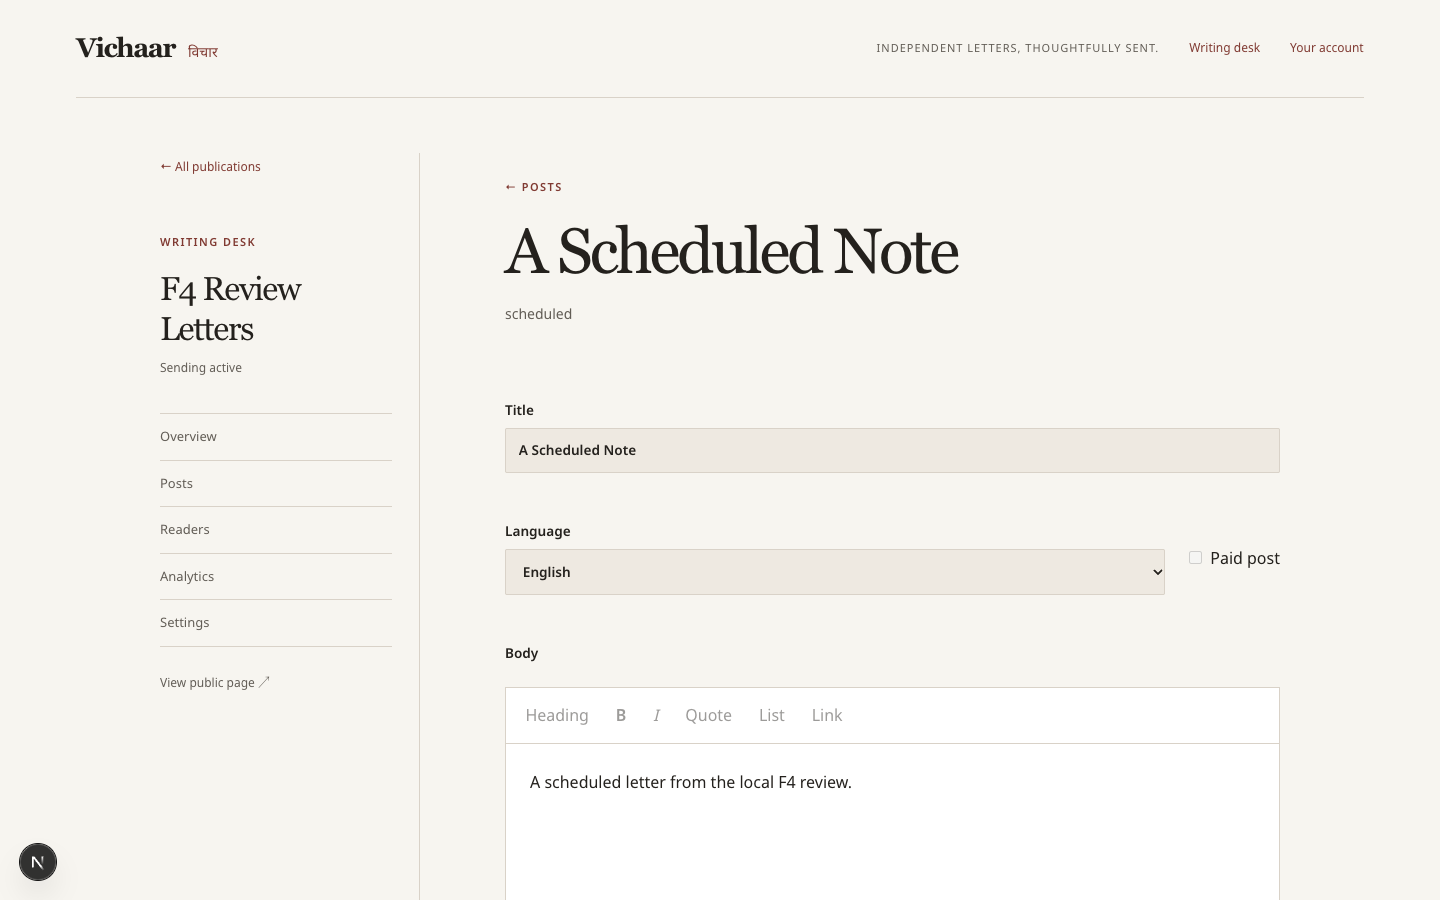 Vichaar विचार
INDEPENDENT LETTERS, THOUGHTFULLY SENT.
Writing desk
Your account
← All publications
WRITING DESK
F4 Review
Letters
Sending active
Overview
Posts
Readers
Analytics
Settings
View public page ↗
← POSTS
A Scheduled Note
scheduled
Title
A Scheduled Note
Language
English
Paid post
Body
Heading B I Quote List Link
A scheduled letter from the local F4 review.
N